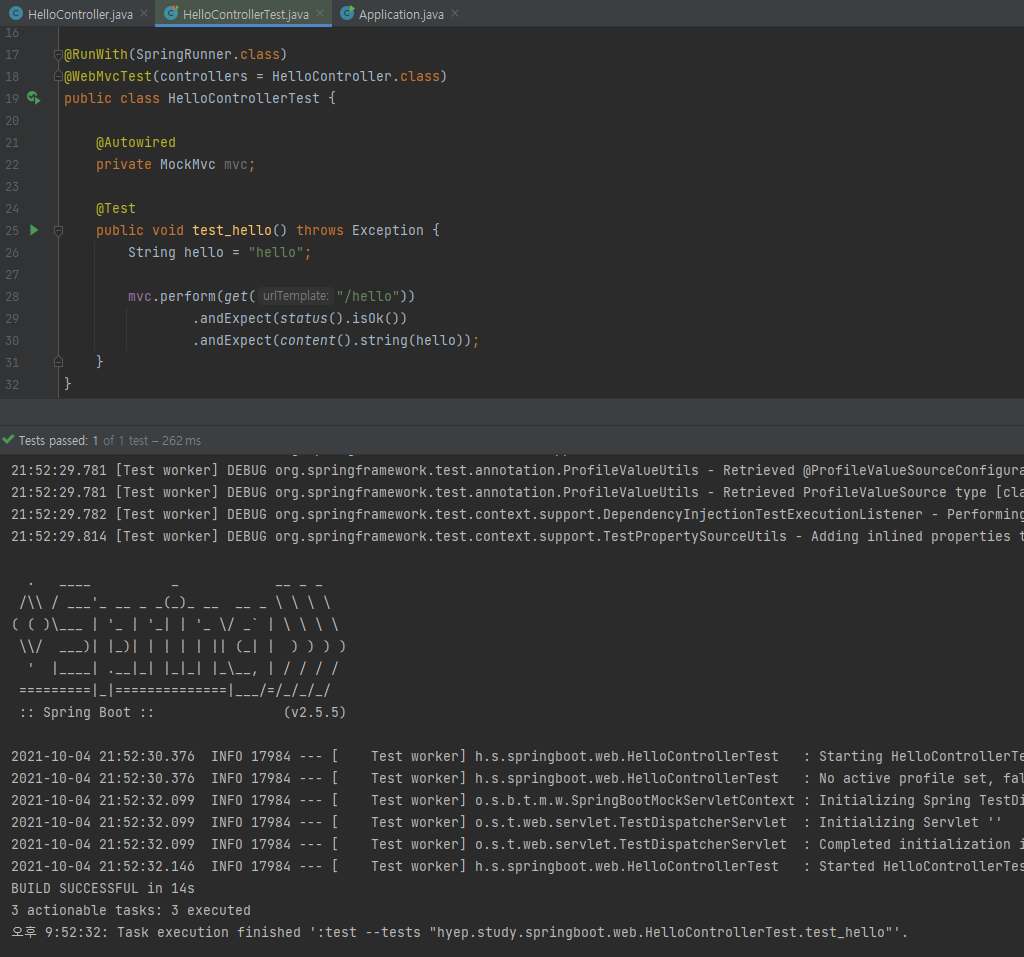 HelloController.java HelloControllerTest.java Application.java
16
17 @RunWith(SpringRunner.class)
18 @WebMvcTest(controllers = HelloController.class)
19 public class HelloControllerTest {
20
21 @Autowired
22 private MockMvc mvc;
23
24 @Test
25 public void test_hello() throws Exception {
26 String hello = "hello";
27
28 mvc.perform(get( urlTemplate: "/hello"))
29 .andExpect(status().isOk())
30 .andExpect(content().string(hello));
31 }
32 }
Tests passed: 1 of 1 test – 262 ms
21:52:29.781 [Test worker] DEBUG org.springframework.test.annotation.ProfileValueUtils - Retrieved @ProfileValueSourceConfigura
21:52:29.781 [Test worker] DEBUG org.springframework.test.annotation.ProfileValueUtils - Retrieved ProfileValueSource type [cla
21:52:29.782 [Test worker] DEBUG org.springframework.test.context.support.DependencyInjectionTestExecutionListener - Performing
21:52:29.814 [Test worker] DEBUG org.springframework.test.context.support.TestPropertySourceUtils - Adding inlined properties t
  .   ____          _            __ _ _
 /\\ / ___'_ __ _ _(_)_ __  __ _ \ \ \ \
( ( )\___ | '_ | '_| | '_ \/ _` | \ \ \ \
 \\/  ___)| |_)| | | | | || (_| |  ) ) ) )
  '  |____| .__|_| |_|_| |_\__, | / / / /
 =========|_|==============|___/=/_/_/_/
 :: Spring Boot ::                (v2.5.5)
2021-10-04 21:52:30.376  INFO 17984 --- [    Test worker] h.s.springboot.web.HelloControllerTest   : Starting HelloControllerTe
2021-10-04 21:52:30.376  INFO 17984 --- [    Test worker] h.s.springboot.web.HelloControllerTest   : No active profile set, fal
2021-10-04 21:52:32.099  INFO 17984 --- [    Test worker] o.s.b.t.m.w.SpringBootMockServletContext : Initializing Spring TestDi
2021-10-04 21:52:32.099  INFO 17984 --- [    Test worker] o.s.t.web.servlet.TestDispatcherServlet  : Initializing Servlet ''
2021-10-04 21:52:32.099  INFO 17984 --- [    Test worker] o.s.t.web.servlet.TestDispatcherServlet  : Completed initialization i
2021-10-04 21:52:32.146  INFO 17984 --- [    Test worker] h.s.springboot.web.HelloControllerTest   : Started HelloControllerTes
BUILD SUCCESSFUL in 14s
3 actionable tasks: 3 executed
오후 9:52:32: Task execution finished ':test --tests "hyep.study.springboot.web.HelloControllerTest.test_hello"'.